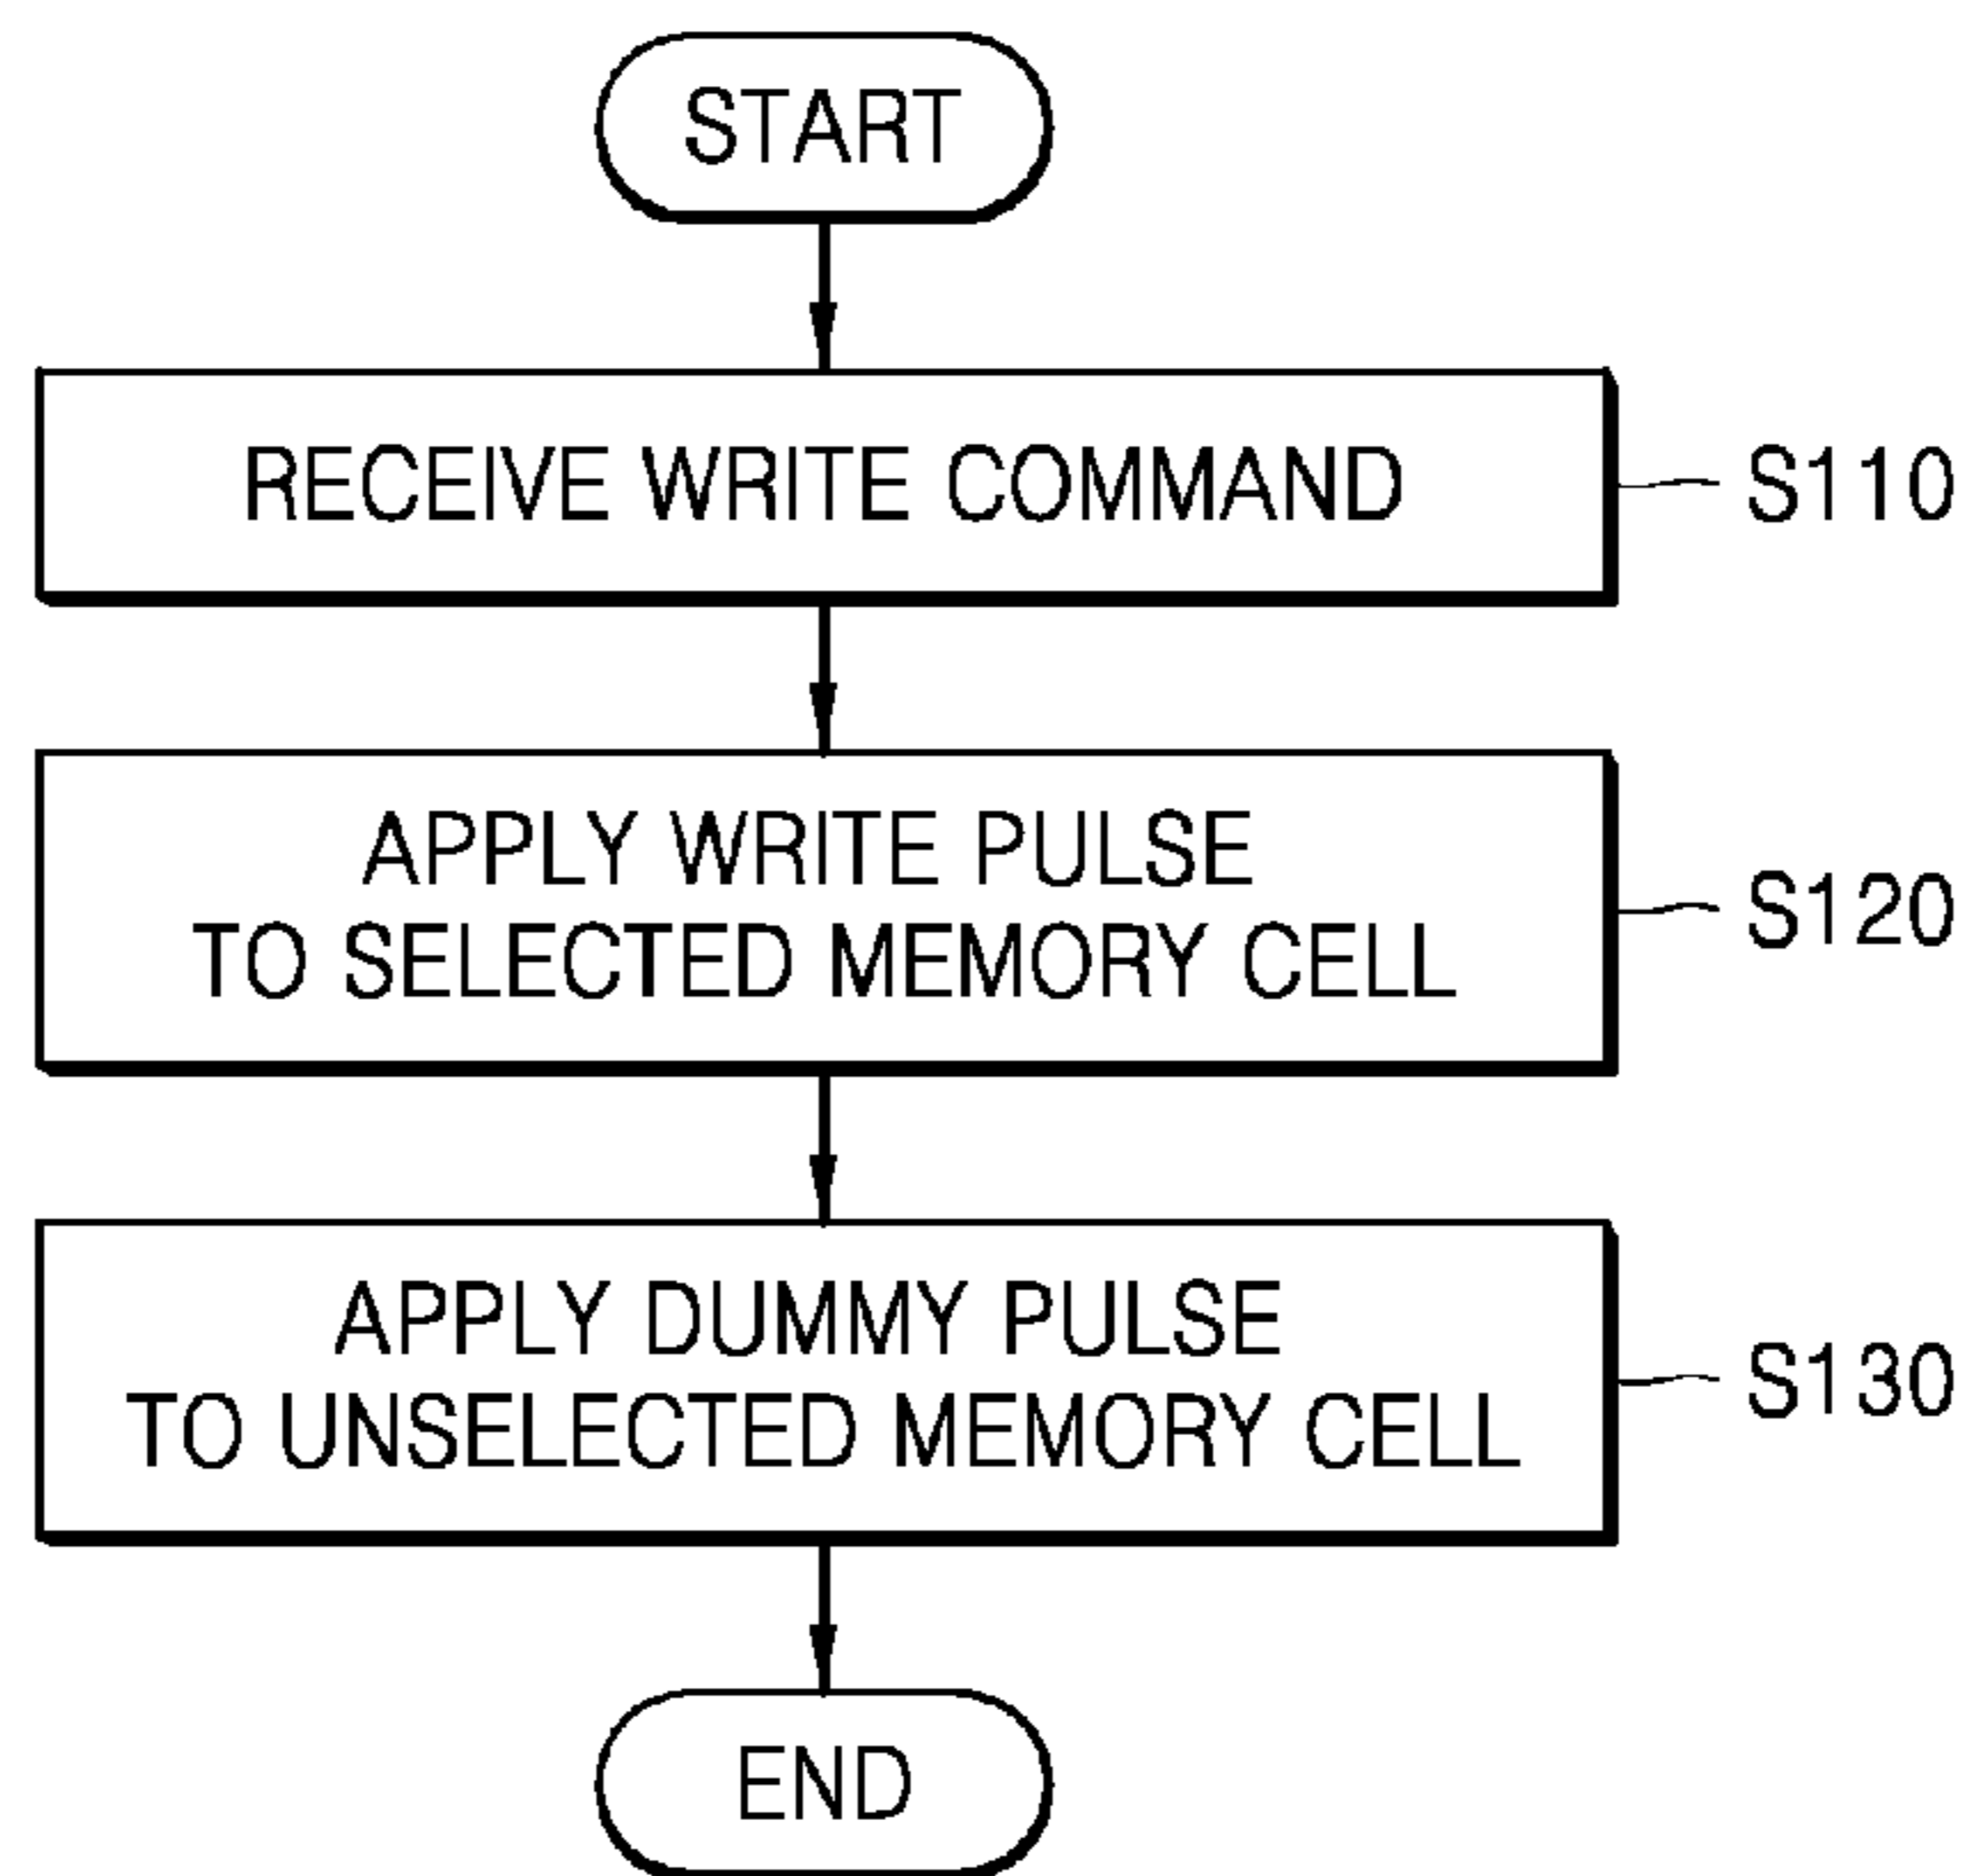 START
RECEIVE WRITE COMMAND
S110
APPLY WRITE PULSE
TO SELECTED MEMORY CELL
S120
APPLY DUMMY PULSE
TO UNSELECTED MEMORY CELL
S130
END